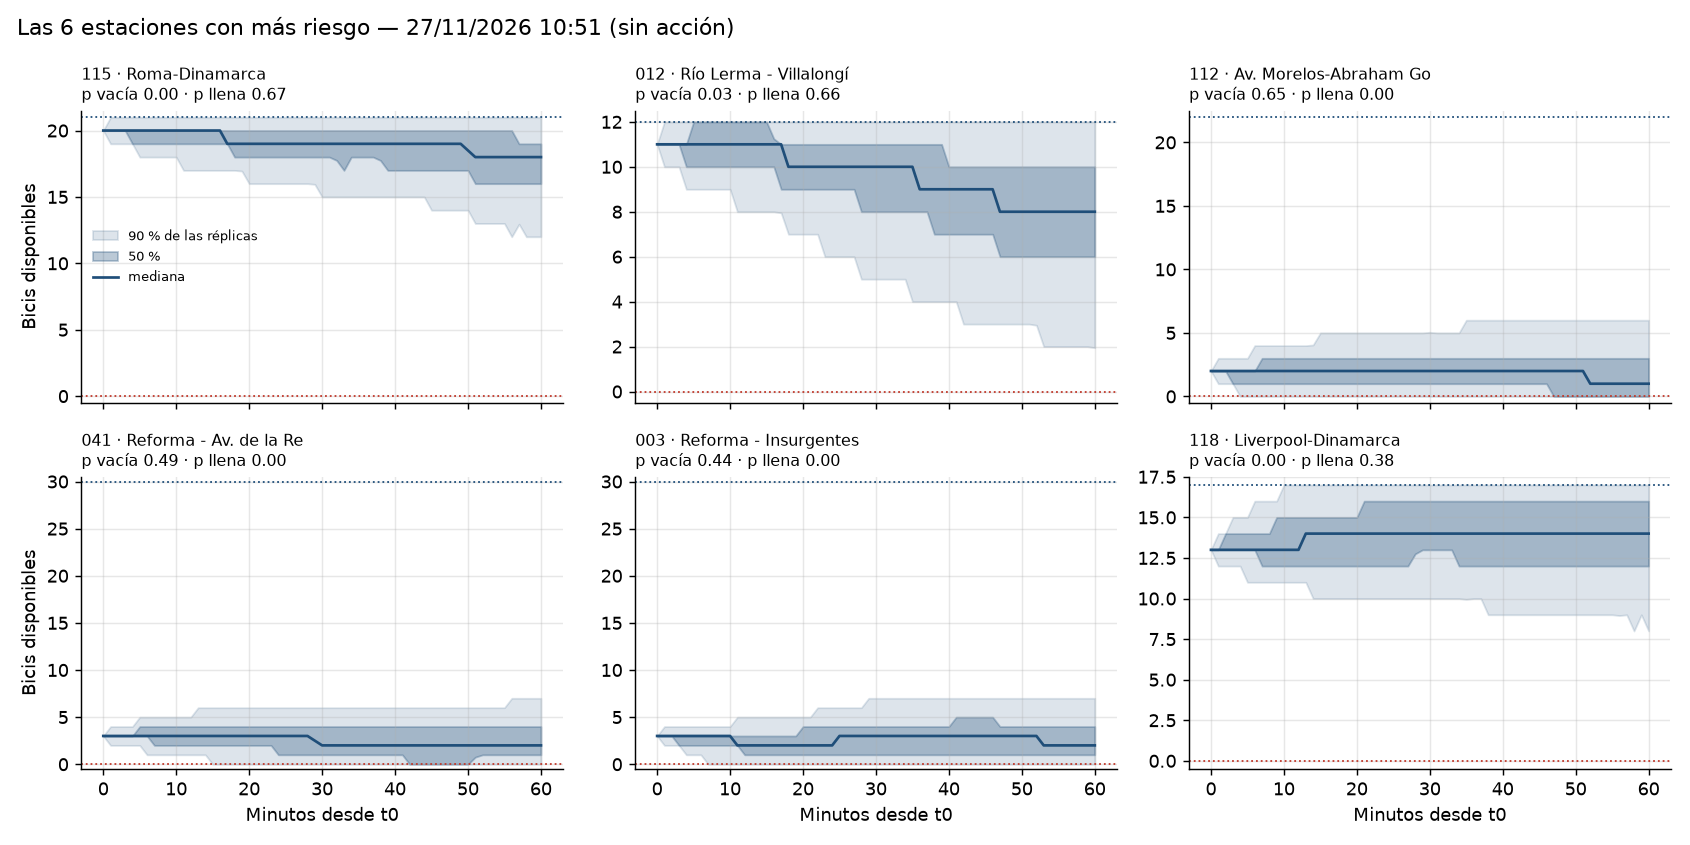 Las 6 estaciones con más riesgo — 27/11/2026 10:51 (sin acción)
115 · Roma-Dinamarca
p vacía 0.00 · p llena 0.67
20
15
10
5
0
Bicis disponibles
90 % de las réplicas
50 %
mediana
012 · Río Lerma - Villalongí
p vacía 0.03 · p llena 0.66
12
10
8
6
4
2
0
112 · Av. Morelos-Abraham Go
p vacía 0.65 · p llena 0.00
20
15
10
5
0
041 · Reforma - Av. de la Re
p vacía 0.49 · p llena 0.00
30
25
20
15
10
5
0
Bicis disponibles
0 10 20 30 40 50 60
Minutos desde t0
003 · Reforma - Insurgentes
p vacía 0.44 · p llena 0.00
30
25
20
15
10
5
0
0 10 20 30 40 50 60
Minutos desde t0
118 · Liverpool-Dinamarca
p vacía 0.00 · p llena 0.38
17.5
15.0
12.5
10.0
7.5
5.0
2.5
0.0
0 10 20 30 40 50 60
Minutos desde t0